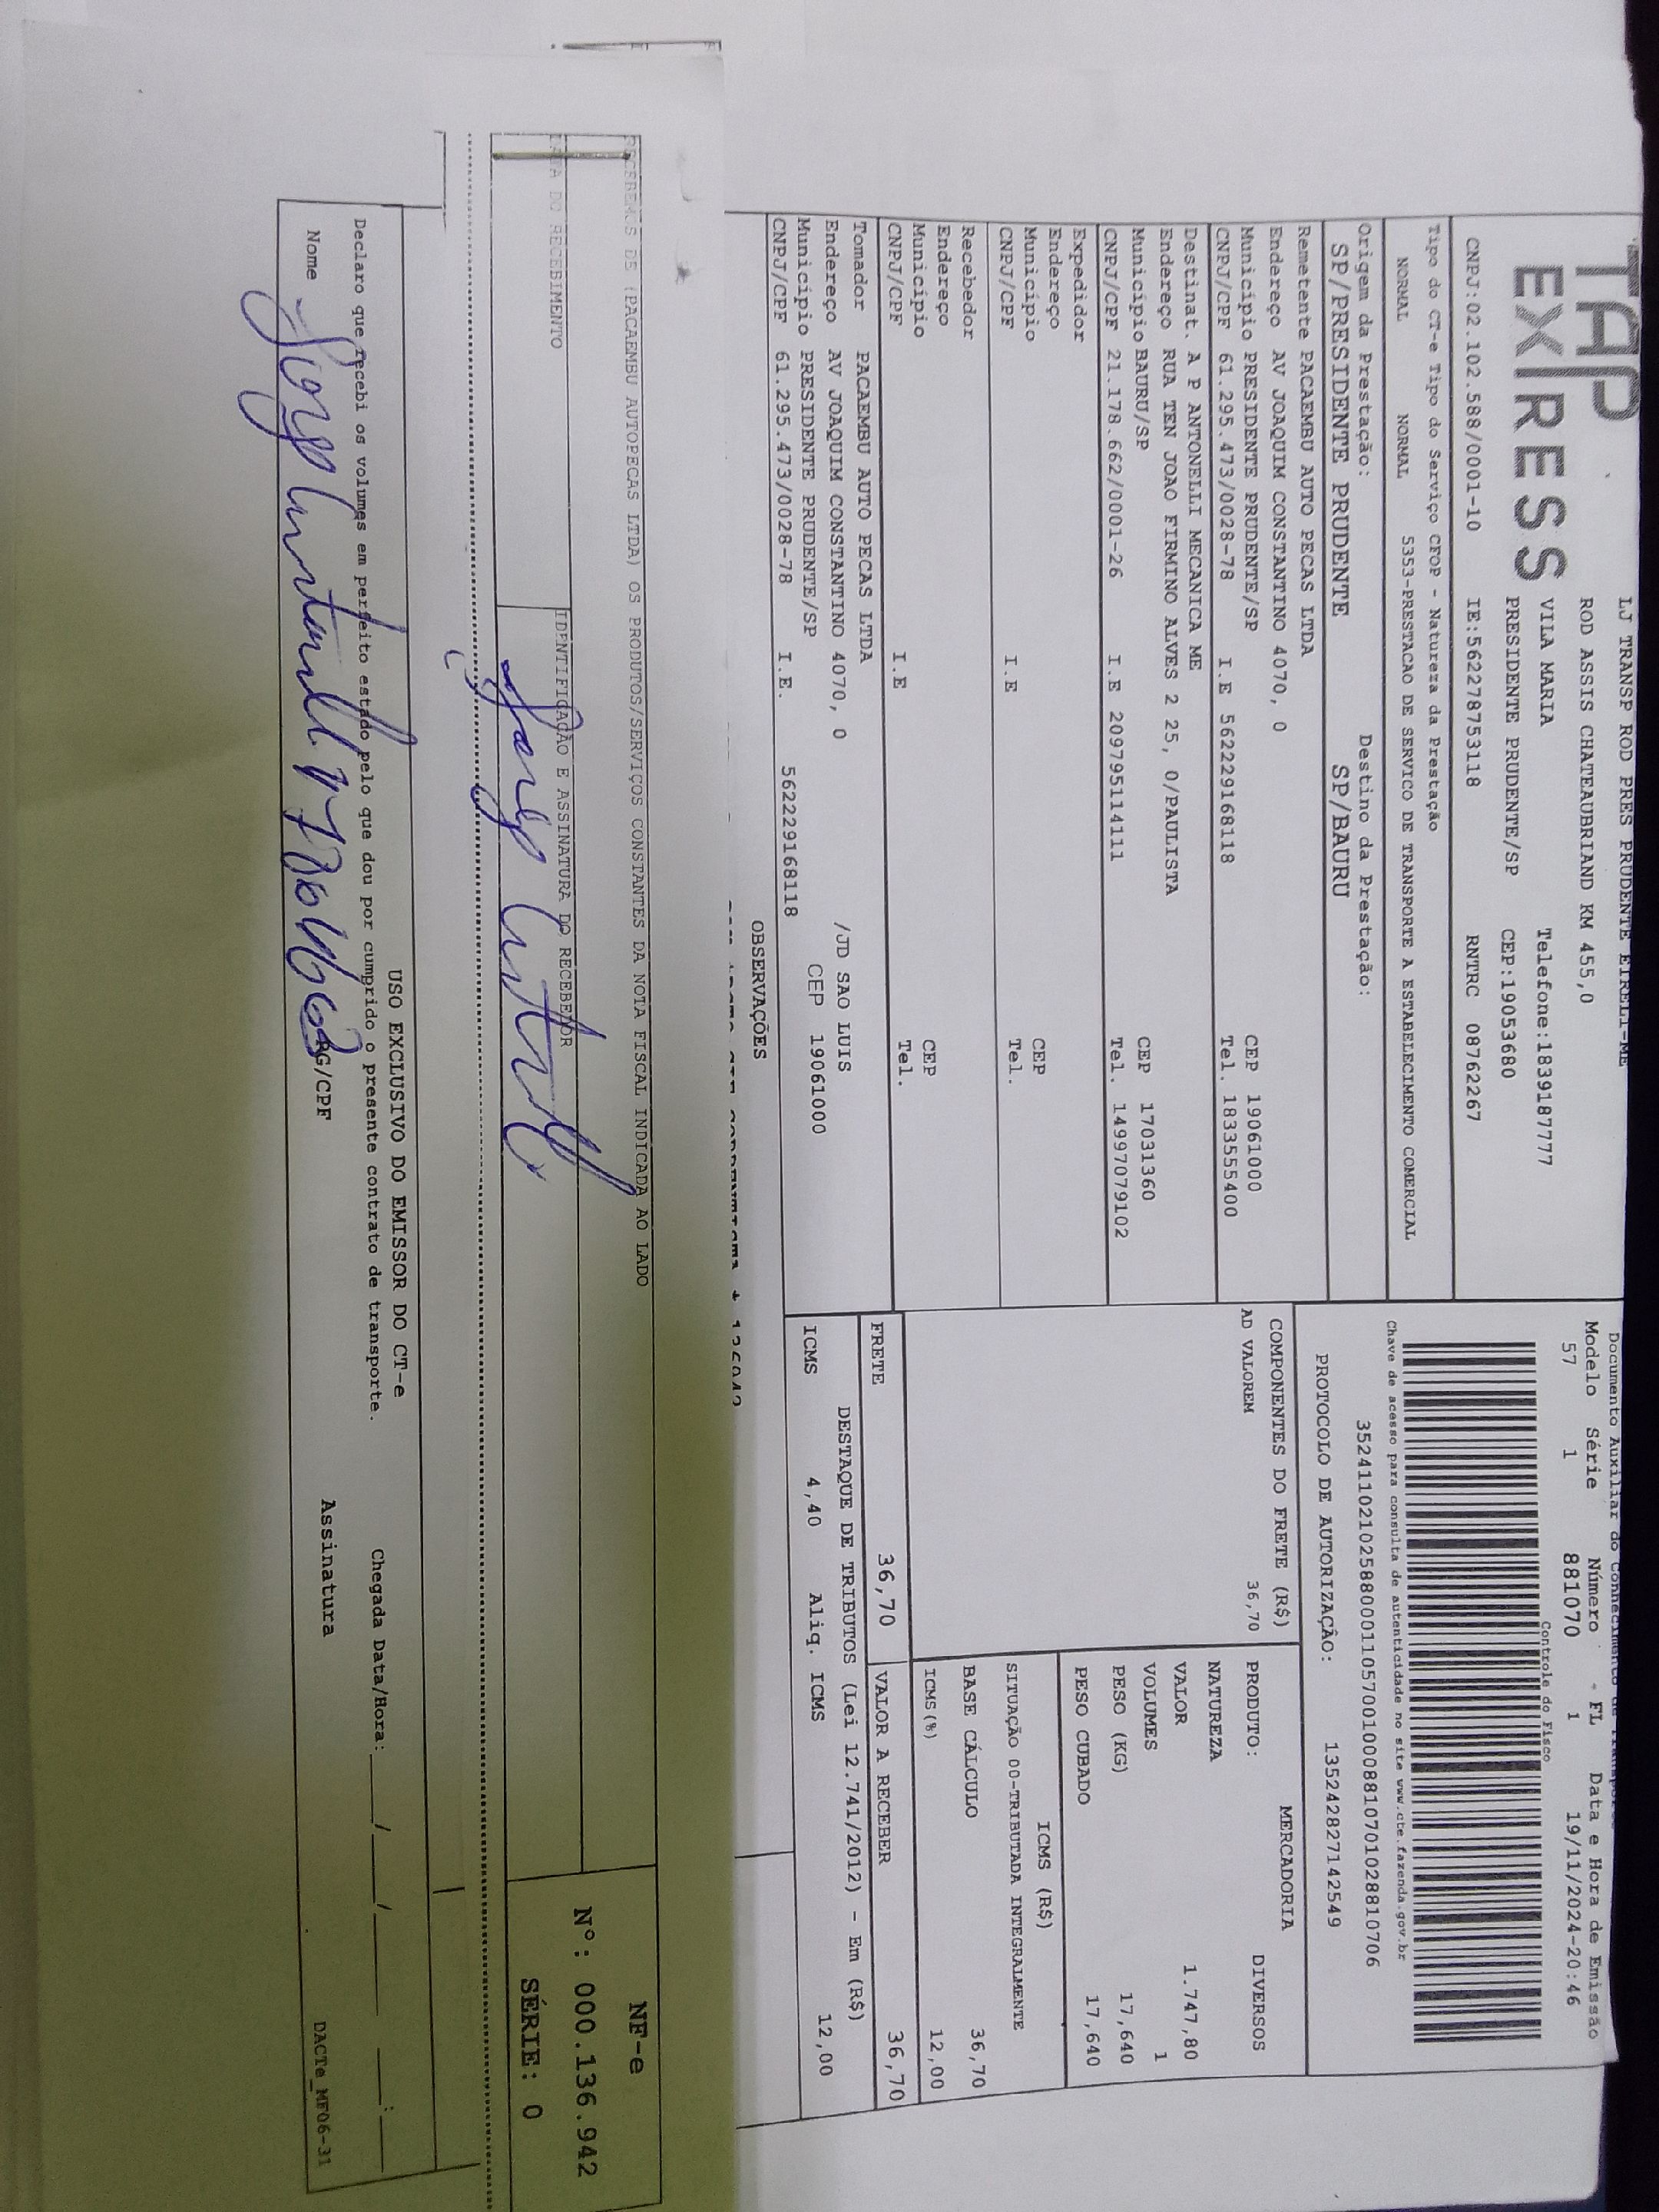 TAP
EXPRESS
LJ TRANSP ROD PRES PRUDENTE EIRELI-ME
ROD ASSIS CHATEAUBRIAND KM 455,0
VILA MARIA Telefone:1839187777
PRESIDENTE PRUDENTE/SP CEP:19053680
CNPJ:02.102.588/0001-10 IE:562278753118 RNTRC 08762267
Tipo do CT-e Tipo do Serviço CFOP - Natureza da Prestação
NORMAL NORMAL 5353-PRESTACAO DE SERVICO DE TRANSPORTE A ESTABELECIMENTO COMERCIAL
Origem da Prestação: Destino da Prestação:
SP/PRESIDENTE PRUDENTE SP/BAURU
Remetente PACAEMBU AUTO PECAS LTDA
Endereço AV JOAQUIM CONSTANTINO 4070, 0
Município PRESIDENTE PRUDENTE/SP CEP 19061000
CNPJ/CPF 61.295.473/0028-78 I.E 562229168118 Tel. 1833555400
Destinat. A P ANTONELLI MECANICA ME
Endereço RUA TEN JOAO FIRMINO ALVES 2 25, 0/PAULISTA
Município BAURU/SP CEP 17031360
CNPJ/CPF 21.178.662/0001-26 I.E 209795114111 Tel. 14997079102
Expedidor
Endereço
Município CEP
CNPJ/CPF I.E Tel.
Recebedor
Endereço
Município CEP
CNPJ/CPF I.E Tel.
Tomador PACAEMBU AUTO PECAS LTDA
Endereço AV JOAQUIM CONSTANTINO 4070, 0 /JD SAO LUIS
Município PRESIDENTE PRUDENTE/SP CEP 19061000
CNPJ/CPF 61.295.473/0028-78 I.E. 562229168118
OBSERVAÇÕES
Documento Auxiliar do Conhecimento de
Modelo Série Número - FL Data e Hora de Emissão
57 1 881070 1 19/11/2024-20:46
Controle do Fisco
Chave de acesso para consulta de autenticidade no site www.cte.fazenda.gov.br
35241102102588000110570010008810701028810706
PROTOCOLO DE AUTORIZAÇÃO: 135242827142549
COMPONENTES DO FRETE (R$)
AD VALOREM 36,70
MERCADORIA
PRODUTO: DIVERSOS
NATUREZA
VALOR 1.747,80
VOLUMES 1
PESO (KG) 17,640
PESO CUBADO 17,640
ICMS (R$)
SITUAÇÃO 00-TRIBUTADA INTEGRALMENTE
BASE CÁLCULO 36,70
ICMS(%) 12,00
FRETE 36,70 VALOR A RECEBER 36,70
DESTAQUE DE TRIBUTOS (Lei 12.741/2012) - Em (R$)
ICMS 4,40 Aliq. ICMS 12,00
RECEBEMOS DE (PACAEMBU AUTOPECAS LTDA) OS PRODUTOS/SERVIÇOS CONSTANTES DA NOTA FISCAL INDICADA AO LADO
DATA DO RECEBIMENTO IDENTIFICAÇÃO E ASSINATURA DO RECEBEDOR
NF-e
N°: 000.136.942
SÉRIE: 0
USO EXCLUSIVO DO EMISSOR DO CT-e
Declaro que recebi os volumes em perfeito estado pelo que dou por cumprido o presente contrato de transporte. Chegada Data/Hora:____/____/______ ____:____
Nome RG/CPF Assinatura
DACTe_MF06-31